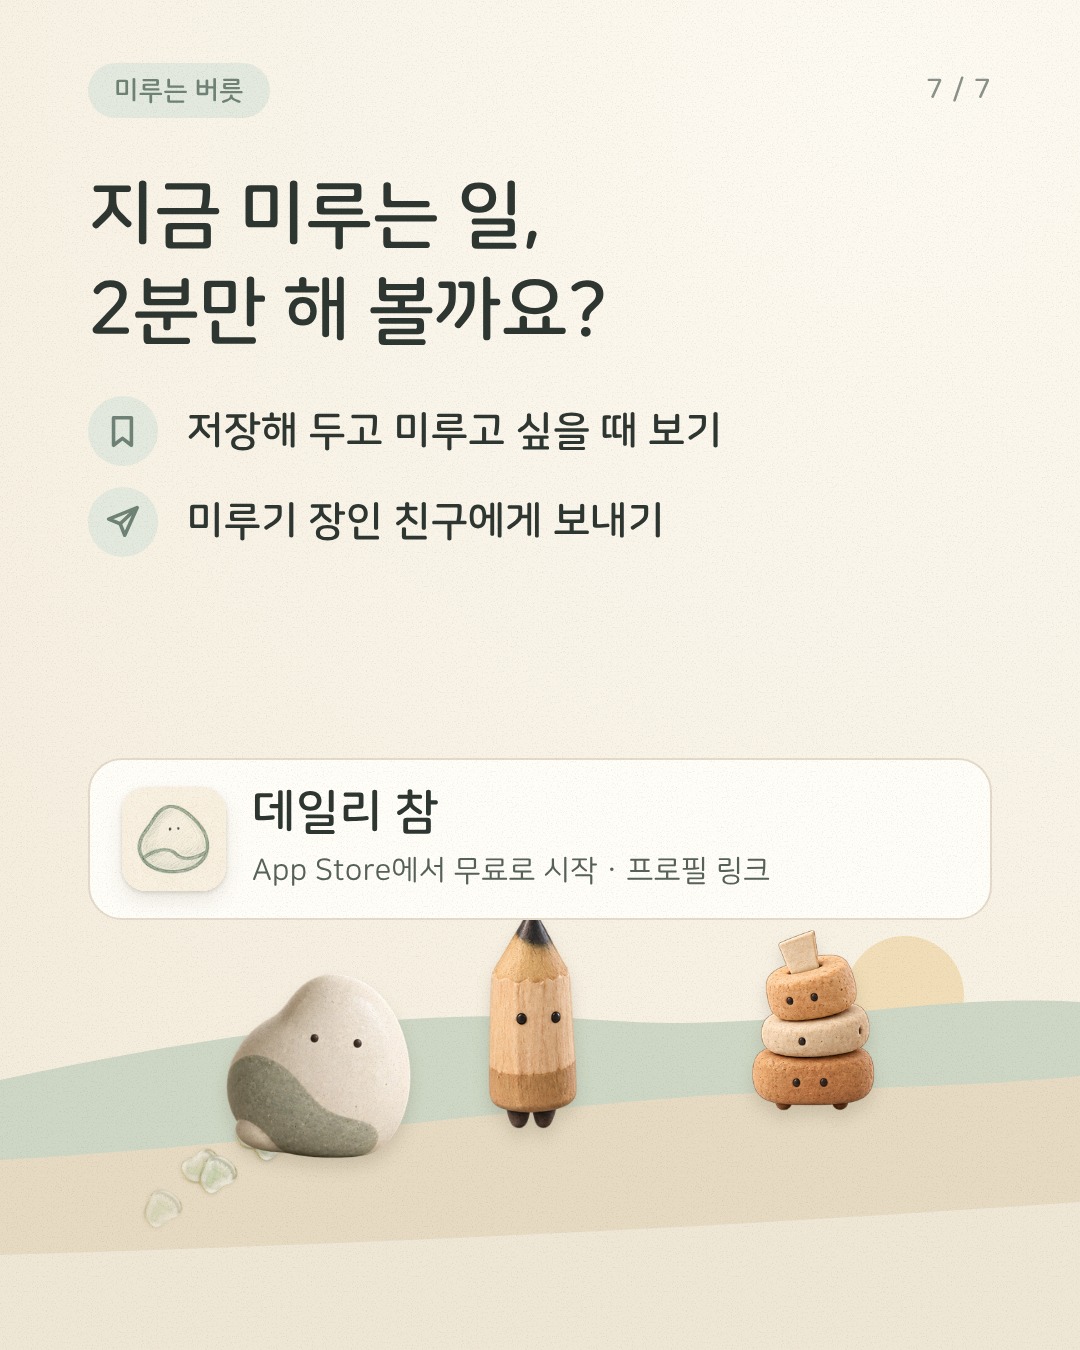 미루는 버릇
7 / 7
지금 미루는 일,
2분만 해 볼까요?
저장해 두고 미루고 싶을 때 보기
미루기 장인 친구에게 보내기
데일리 참
App Store에서 무료로 시작 · 프로필 링크